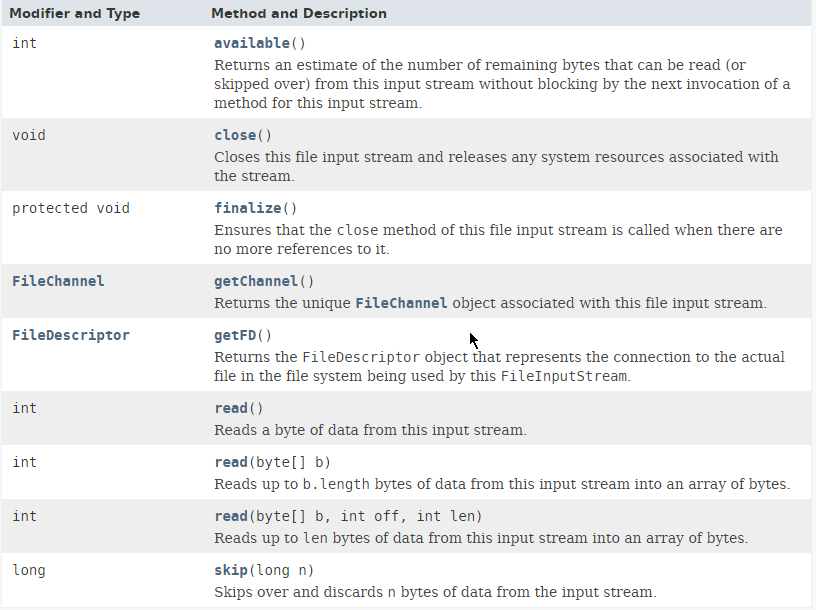 Modifier and Type Method and Description
int available()
Returns an estimate of the number of remaining bytes that can be read (or
skipped over) from this input stream without blocking by the next invocation of a
method for this input stream.
void close()
Closes this file input stream and releases any system resources associated with
the stream.
protected void finalize()
Ensures that the close method of this file input stream is called when there are
no more references to it.
FileChannel getChannel()
Returns the unique FileChannel object associated with this file input stream.
FileDescriptor getFD()
Returns the FileDescriptor object that represents the connection to the actual
file in the file system being used by this FileInputStream.
int read()
Reads a byte of data from this input stream.
int read(byte[] b)
Reads up to b.length bytes of data from this input stream into an array of bytes.
int read(byte[] b, int off, int len)
Reads up to len bytes of data from this input stream into an array of bytes.
long skip(long n)
Skips over and discards n bytes of data from the input stream.